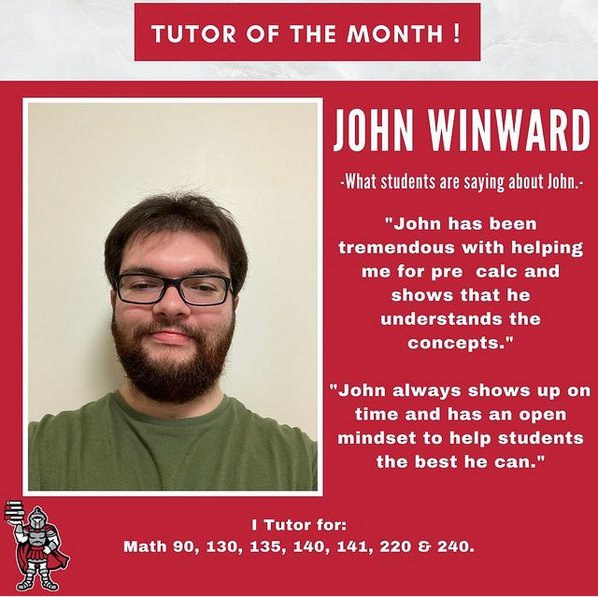 TUTOR OF THE MONTH !
JOHN WINWARD
-What students are saying about John.-
"John has been
tremendous with helping
me for pre calc and
shows that he
understands the
concepts."
"John always shows up on
time and has an open
mindset to help students
the best he can."
I Tutor for:
Math 90, 130, 135, 140, 141, 220 & 240.